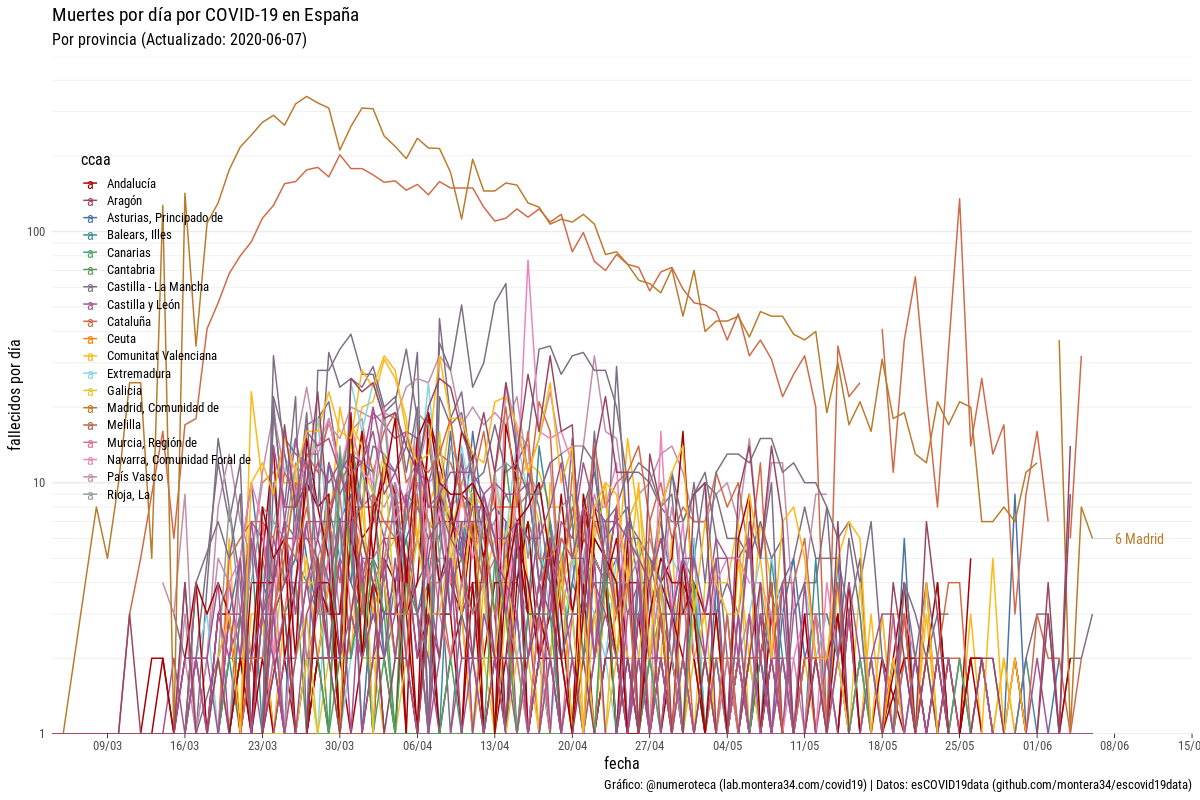 Muertes por día por COVID-19 en España
Por provincia (Actualizado: 2020-06-07)
fallecidos por día
100
10
1
ccaa
Andalucía
Aragón
Asturias, Principado de
Balears, Illes
Canarias
Cantabria
Castilla - La Mancha
Castilla y León
Cataluña
Ceuta
Comunitat Valenciana
Extremadura
Galicia
Madrid, Comunidad de
Melilla
Murcia, Región de
Navarra, Comunidad Foral de
País Vasco
Rioja, La
6 Madrid
09/03 16/03 23/03 30/03 06/04 13/04 20/04 27/04 04/05 11/05 18/05 25/05 01/06 08/06 15/0
fecha
Gráfico: @numeroteca (lab.montera34.com/covid19) | Datos: esCOVID19data (github.com/montera34/escovid19data)